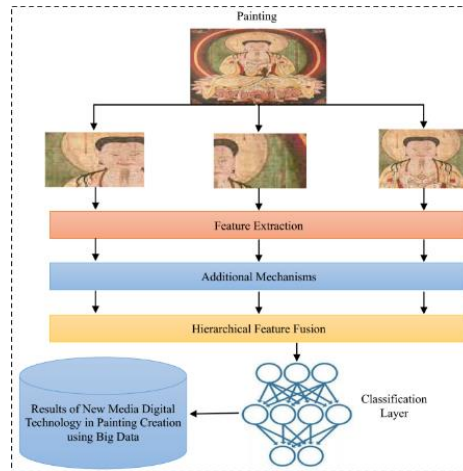 Painting
Feature Extraction
Additional Mechanisms
Hierarchical Feature Fusion
Classification
Layer
Results of New Media Digital
Technology in Painting Creation
using Big Data